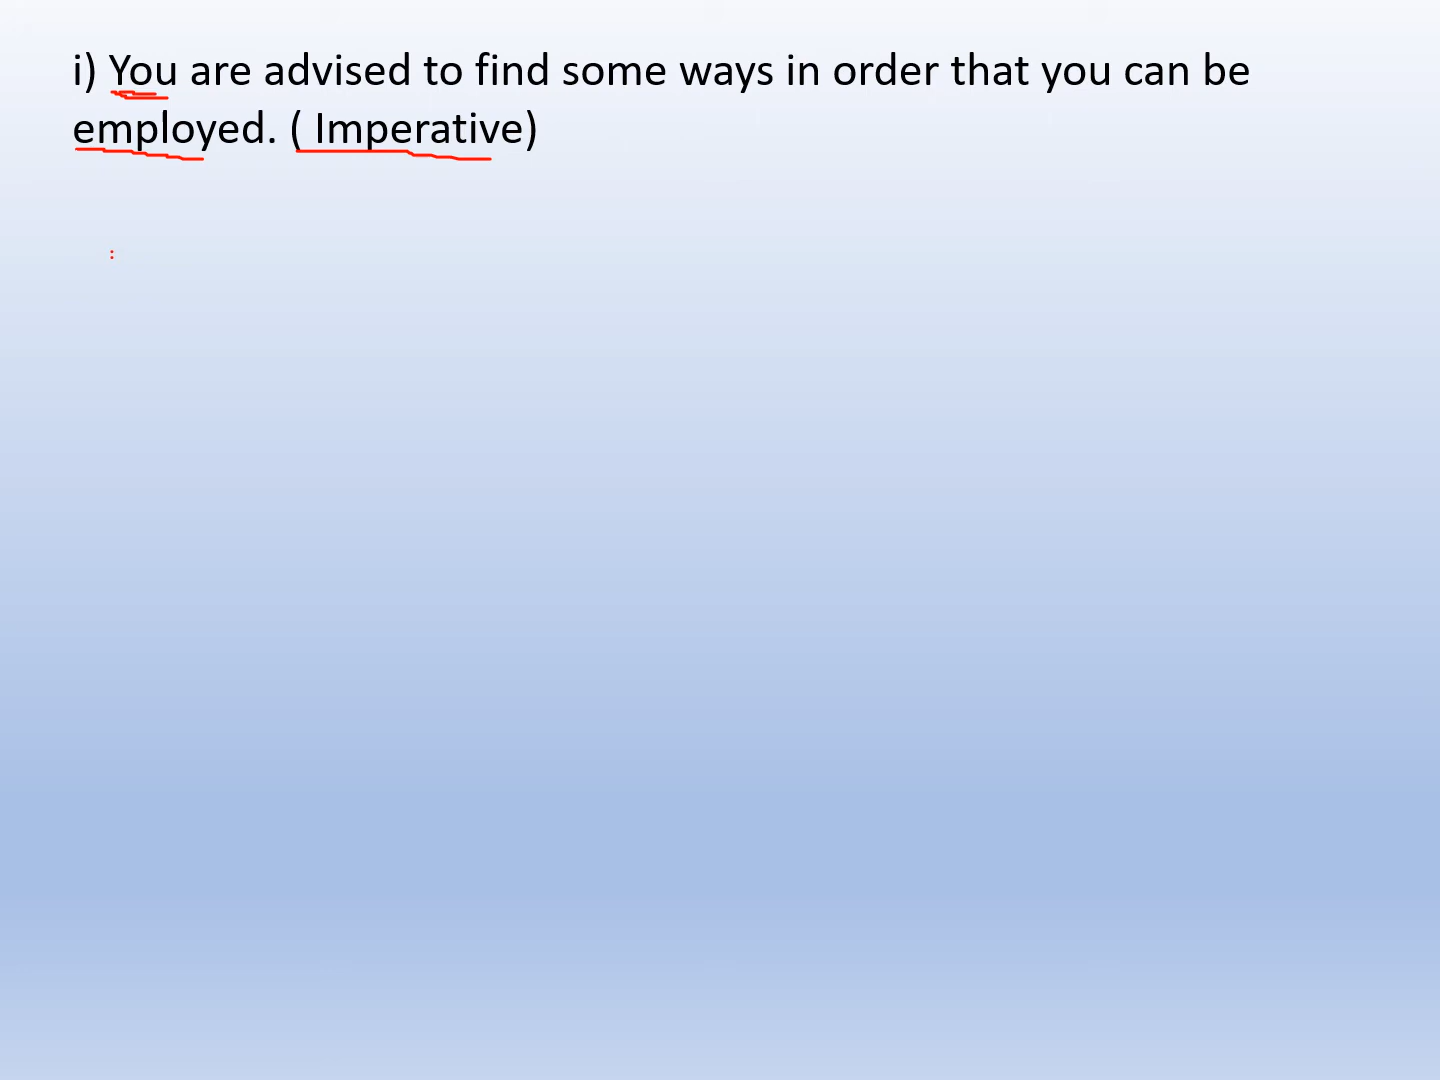 i) You are advised to find some ways in order that you can be
employed. ( Imperative)
: